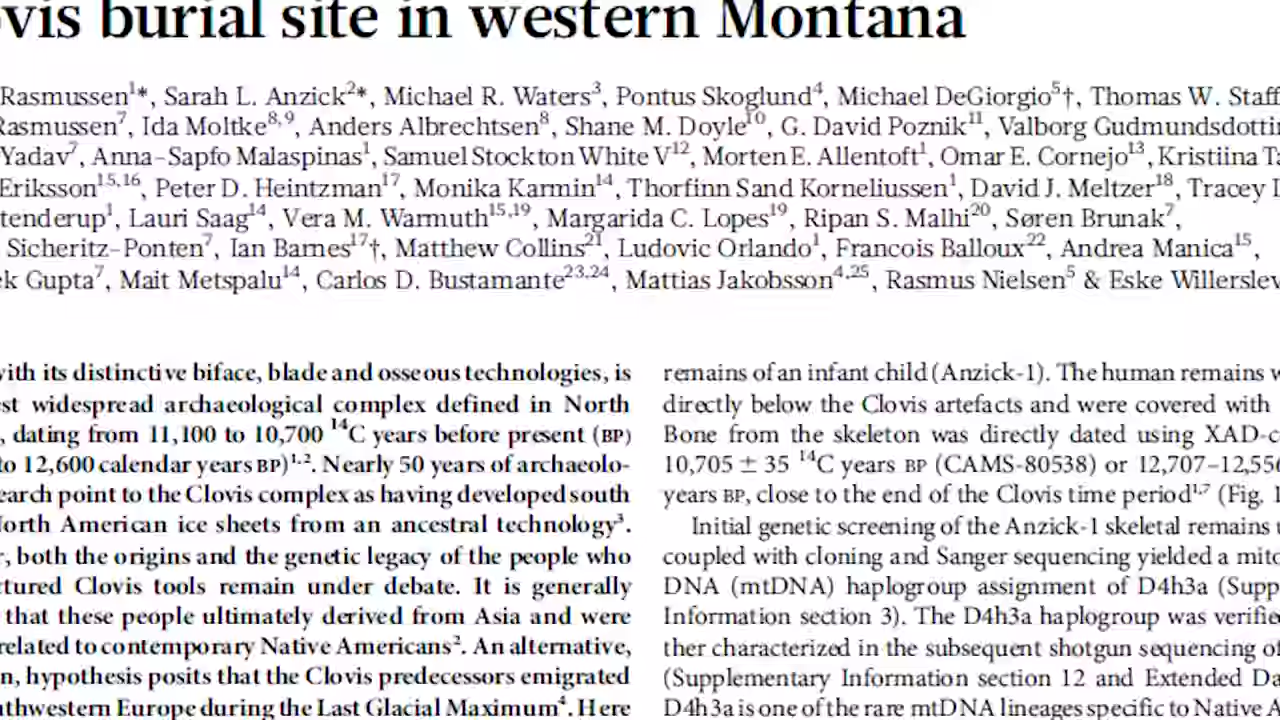 vis burial site in western Montana
Rasmussen¹*, Sarah L. Anzick²*, Michael R. Waters³, Pontus Skoglund⁴, Michael DeGiorgio⁵†, Thomas W. Staff
Rasmussen⁷, Ida Moltke⁸,⁹, Anders Albrechtsen⁸, Shane M. Doyle¹⁰, G. David Poznik¹¹, Valborg Gudmundsdotti
Yadav⁷, Anna-Sapfo Malaspinas¹, Samuel Stockton White V¹², Morten E. Allentoft¹, Omar E. Cornejo¹³, Kristiina Ta
Eriksson¹⁵,¹⁶, Peter D. Heintzman¹⁷, Monika Karmin¹⁴, Thorfinn Sand Korneliussen¹, David J. Meltzer¹⁸, Tracey
tenderup¹, Lauri Saag¹⁴, Vera M. Warmuth¹⁵,¹⁹, Margarida C. Lopes¹⁹, Ripan S. Malhi²⁰, Søren Brunak⁷,
Sicheritz-Ponten⁷, Ian Barnes¹⁷†, Matthew Collins²¹, Ludovic Orlando¹, Francois Balloux²², Andrea Manica¹⁵,
k Gupta⁷, Mait Metspalu¹⁴, Carlos D. Bustamante²³,²⁴, Mattias Jakobsson⁴,²⁵, Rasmus Nielsen⁵ & Eske Willerslev
with its distinctive biface, blade and osseous technologies, is
st widespread archaeological complex defined in North
, dating from 11,100 to 10,700 ¹⁴C years before present (BP)
to 12,600 calendar years BP)¹,². Nearly 50 years of archaeolo-
earch point to the Clovis complex as having developed south
North American ice sheets from an ancestral technology³.
r, both the origins and the genetic legacy of the people who
ctured Clovis tools remain under debate. It is generally
that these people ultimately derived from Asia and were
related to contemporary Native Americans². An alternative,
n, hypothesis posits that the Clovis predecessors emigrated
thwestern Europe during the Last Glacial Maximum⁴. Here
remains of an infant child (Anzick-1). The human remains w
directly below the Clovis artefacts and were covered with
Bone from the skeleton was directly dated using XAD-c
10,705 ± 35 ¹⁴C years BP (CAMS-80538) or 12,707–12,556
years BP, close to the end of the Clovis time period¹,⁷ (Fig. 1
Initial genetic screening of the Anzick-1 skeletal remains
coupled with cloning and Sanger sequencing yielded a mito
DNA (mtDNA) haplogroup assignment of D4h3a (Supp
Information section 3). The D4h3a haplogroup was verifie
ther characterized in the subsequent shotgun sequencing of
(Supplementary Information section 12 and Extended Da
D4h3a is one of the rare mtDNA lineages specific to Native A